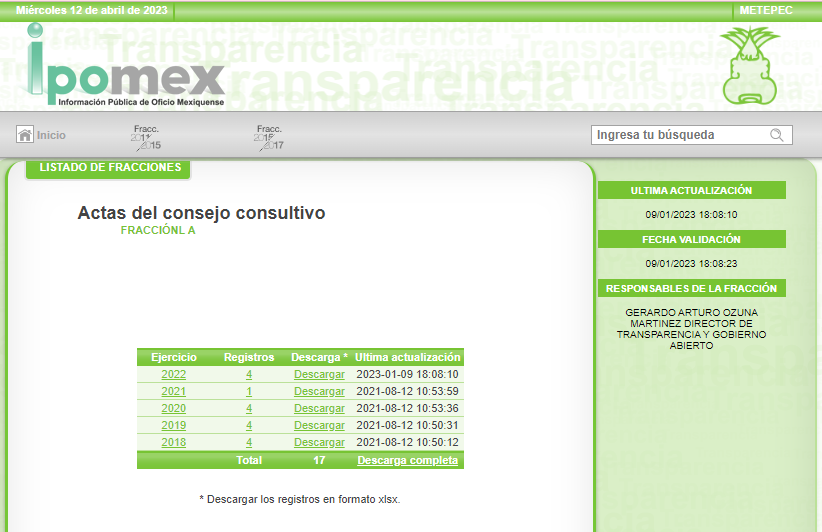 Miércoles 12 de abril de 2023
METEPEC
ipomex
Información Pública de Oficio Mexiquense
Transparencia
Inicio
Fracc.
2014
/2015
Fracc.
/2017
Ingresa tu búsqueda
LISTADO DE FRACCIONES
Actas del consejo consultivo
FRACCIÓNL A
Ejercicio Registros Descarga * Ultima actualización
2022 4 Descargar 2023-01-09 18:08:10
2021 1 Descargar 2021-08-12 10:53:59
2020 4 Descargar 2021-08-12 10:53:36
2019 4 Descargar 2021-08-12 10:50:31
2018 4 Descargar 2021-08-12 10:50:12
Total 17 Descarga completa
* Descargar los registros en formato xlsx.
ULTIMA ACTUALIZACIÓN
09/01/2023 18:08:10
FECHA VALIDACIÓN
09/01/2023 18:08:23
RESPONSABLES DE LA FRACCIÓN
GERARDO ARTURO OZUNA
MARTINEZ DIRECTOR DE
TRANSPARENCIA Y GOBIERNO
ABIERTO